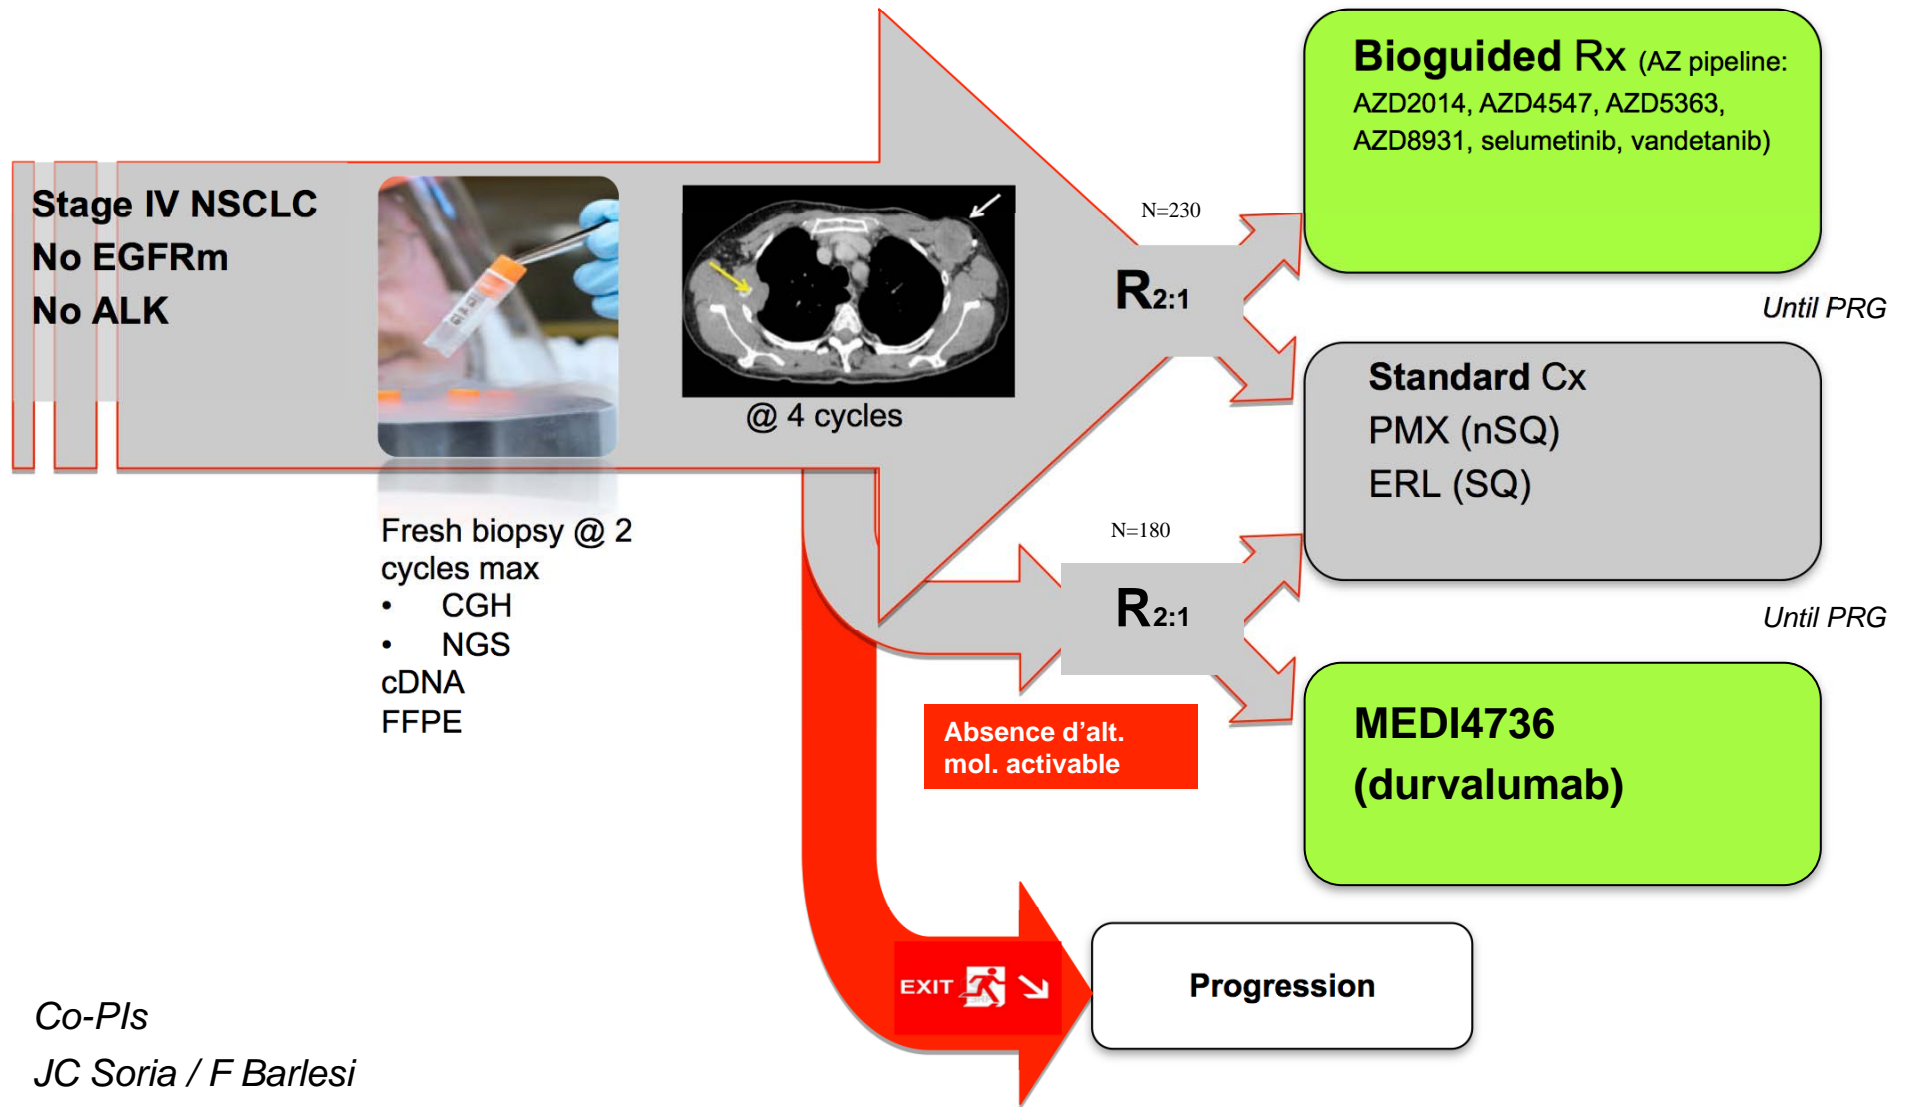 Stage IV NSCLC
No EGFRm
No ALK
Fresh biopsy @ 2
cycles max
• CGH
• NGS
cDNA
FFPE
@ 4 cycles
N=230
R2:1
Bioguided Rx (AZ pipeline:
AZD2014, AZD4547, AZD5363,
AZD8931, selumetinib, vandetanib)
Until PRG
Standard Cx
PMX (nSQ)
ERL (SQ)
N=180
R2:1
Until PRG
Absence d'alt.
mol. activable
MEDI4736
(durvalumab)
EXIT
Progression
Co-PIs
JC Soria / F Barlesi